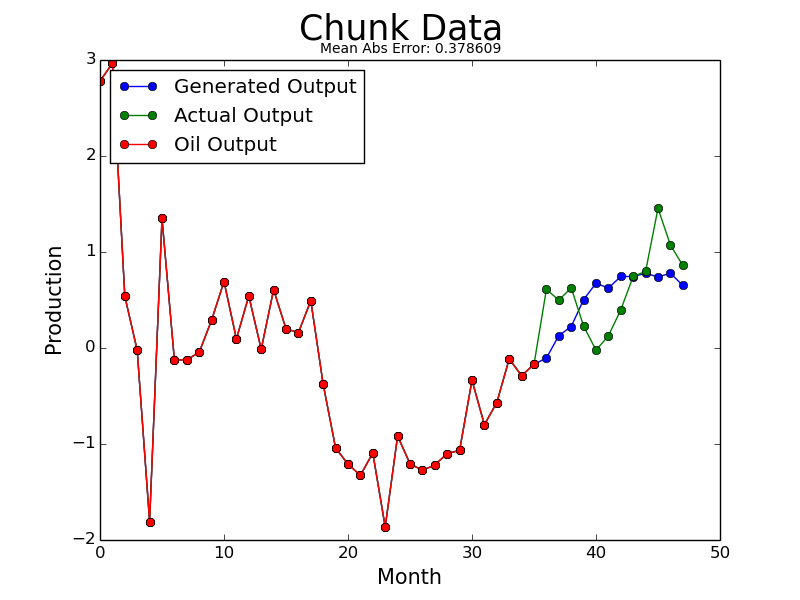 Chunk Data
Mean Abs Error: 0.378609
3
2
1
0
−1
−2
Production
Generated Output
Actual Output
Oil Output
0 10 20 30 40 50
Month